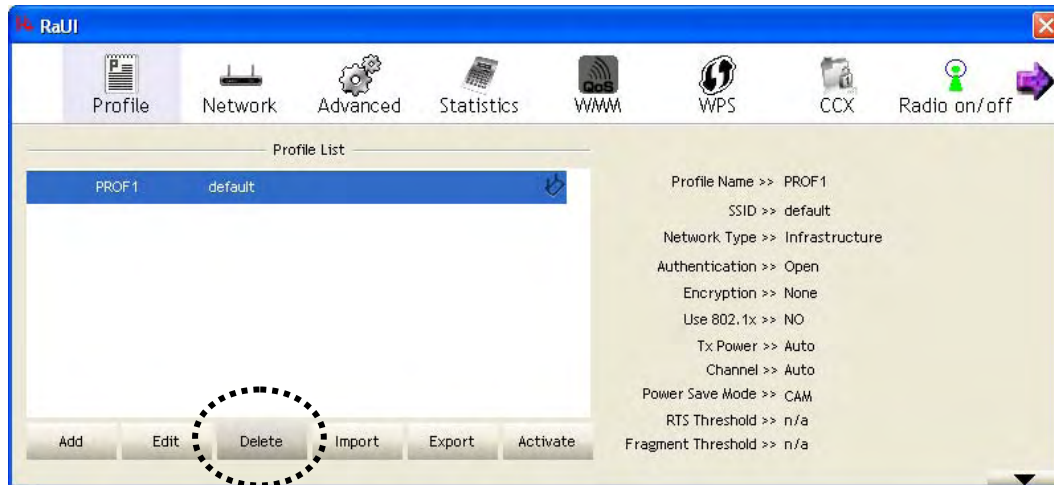 RaUI
Profile Network Advanced Statistics QoS WMM WPS CCX Radio on/off
Profile List
PROF1 default
Profile Name >> PROF1
SSID >> default
Network Type >> Infrastructure
Authentication >> Open
Encryption >> None
Use 802.1x >> NO
Tx Power >> Auto
Channel >> Auto
Power Save Mode >> CAM
RTS Threshold >> n/a
Fragment Threshold >> n/a
Add Edit Delete Import Export Activate